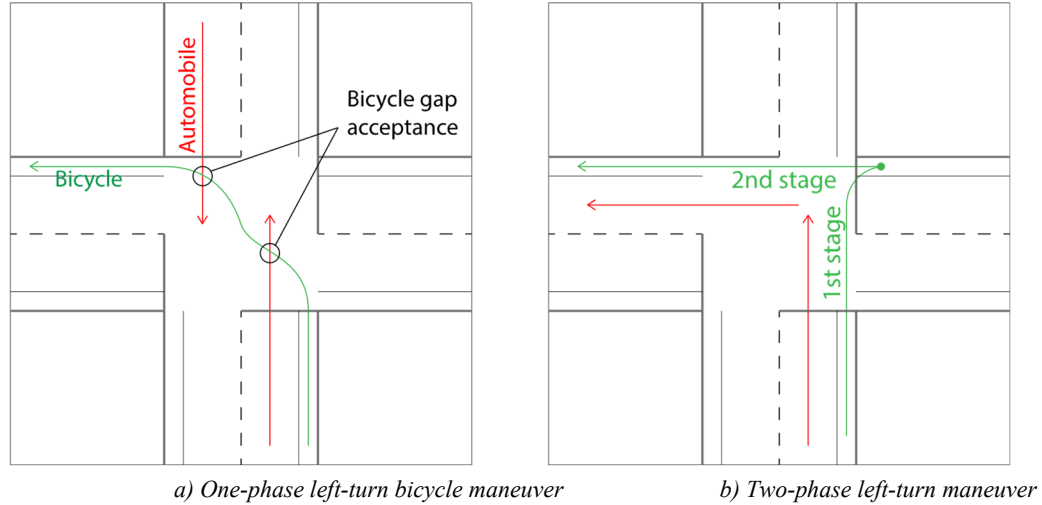 Automobile
Bicycle gap
acceptance
Bicycle
2nd stage
1st stage
a) One-phase left-turn bicycle maneuver
b) Two-phase left-turn maneuver